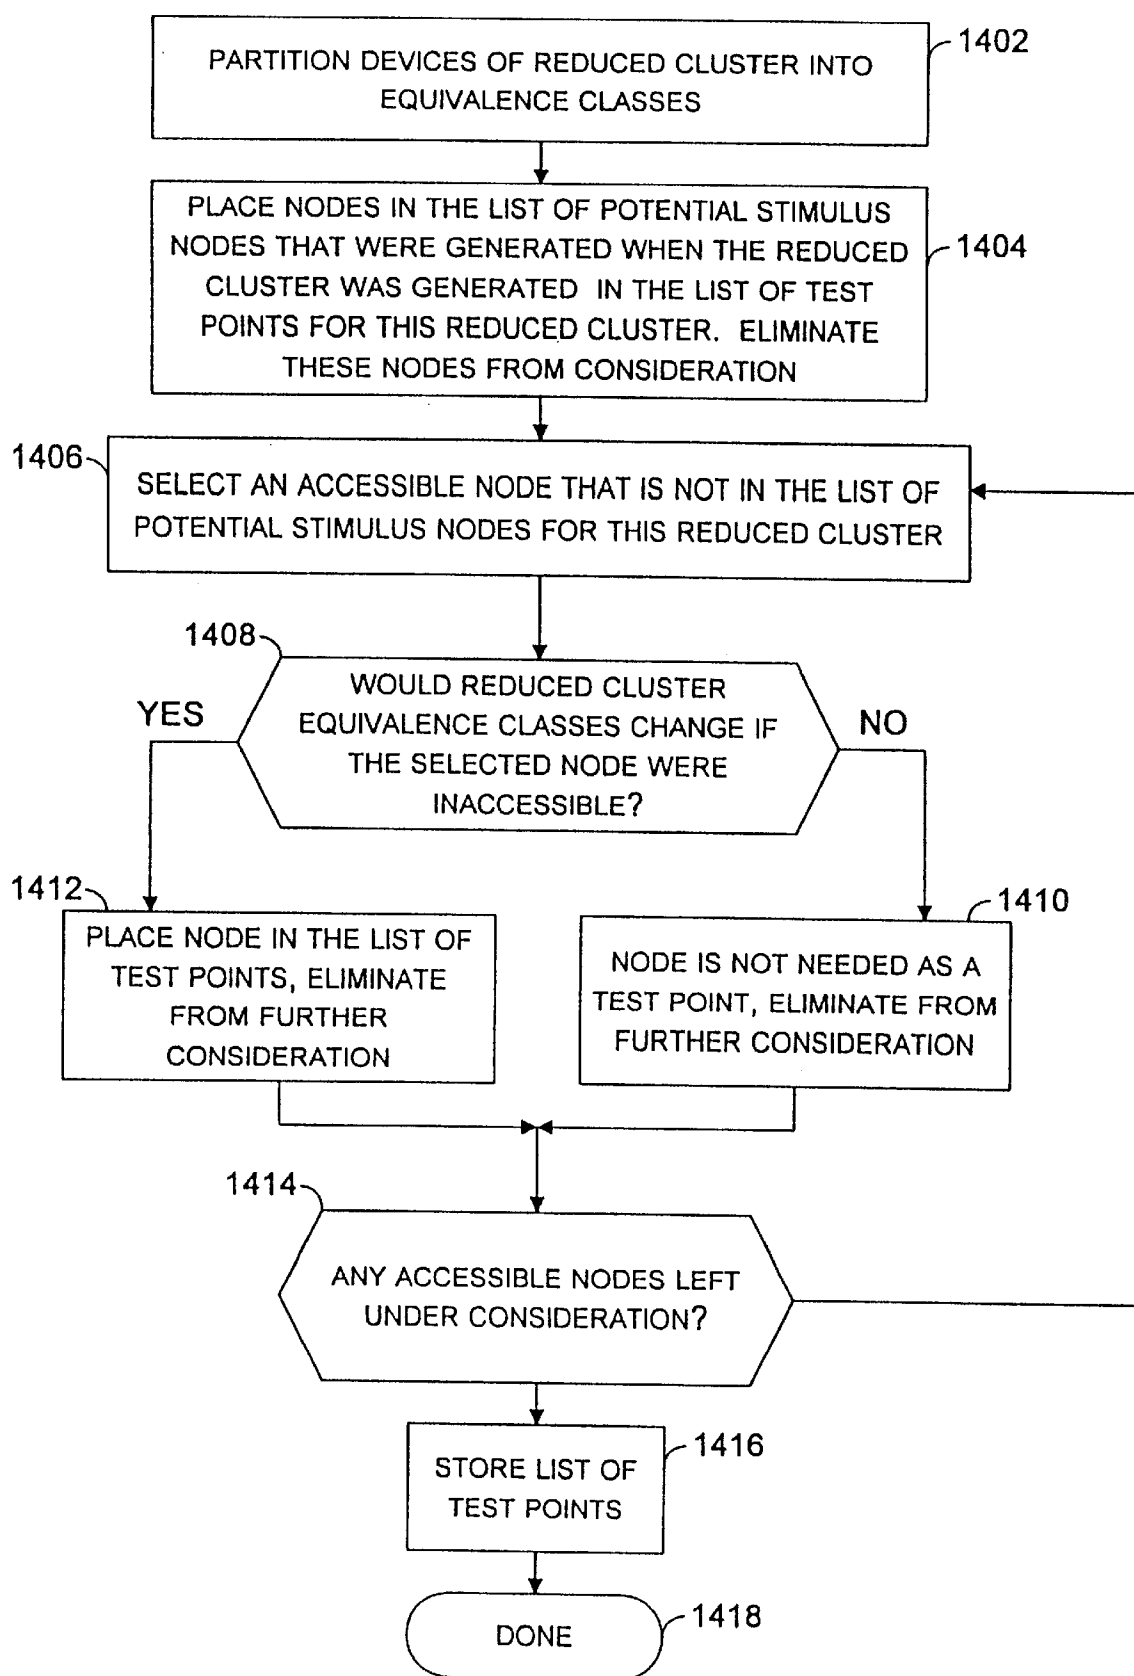 1402
PARTITION DEVICES OF REDUCED CLUSTER INTO
EQUIVALENCE CLASSES
PLACE NODES IN THE LIST OF POTENTIAL STIMULUS
NODES THAT WERE GENERATED WHEN THE REDUCED
CLUSTER WAS GENERATED IN THE LIST OF TEST
POINTS FOR THIS REDUCED CLUSTER. ELIMINATE
THESE NODES FROM CONSIDERATION
1404
1406
SELECT AN ACCESSIBLE NODE THAT IS NOT IN THE LIST OF
POTENTIAL STIMULUS NODES FOR THIS REDUCED CLUSTER
1408
WOULD REDUCED CLUSTER
EQUIVALENCE CLASSES CHANGE IF
THE SELECTED NODE WERE
INACCESSIBLE?
YES
NO
1412
PLACE NODE IN THE LIST OF
TEST POINTS, ELIMINATE
FROM FURTHER
CONSIDERATION
1410
NODE IS NOT NEEDED AS A
TEST POINT, ELIMINATE FROM
FURTHER CONSIDERATION
1414
ANY ACCESSIBLE NODES LEFT
UNDER CONSIDERATION?
1416
STORE LIST OF
TEST POINTS
DONE
1418